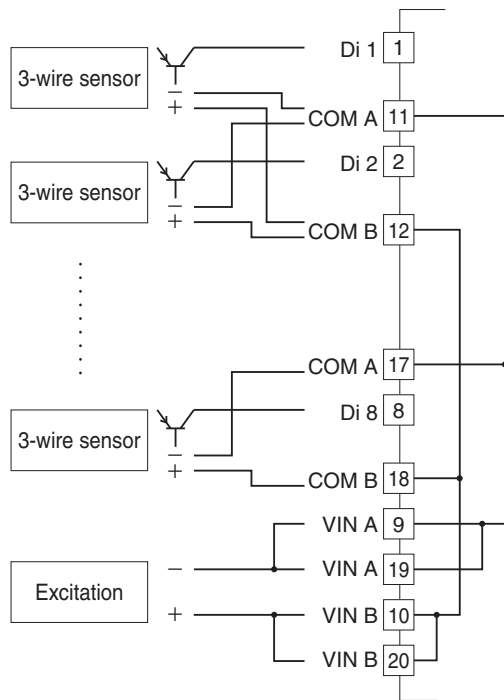 Di 1 1
3-wire sensor
−
+
COM A 11
Di 2 2
3-wire sensor
−
+
COM B 12
COM A 17
Di 8 8
3-wire sensor
−
+
COM B 18
VIN A 9
Excitation
− VIN A 19
+ VIN B 10
VIN B 20